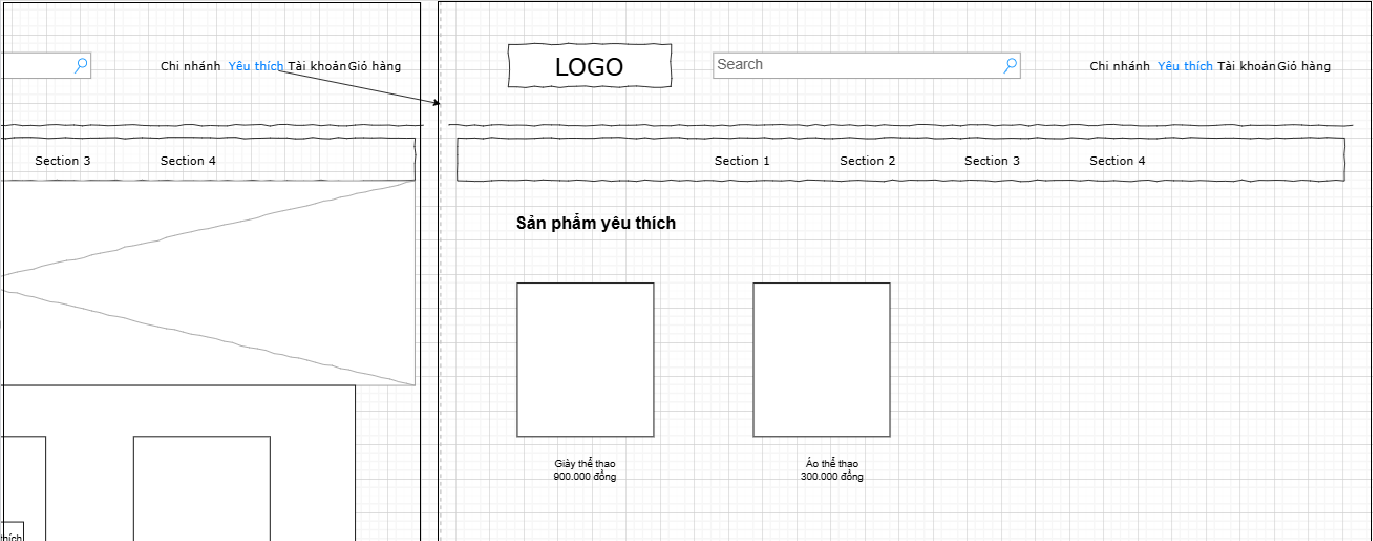 Chi nhánh Yêu thích Tài khoản Giỏ hàng
Section 3 Section 4
thích
LOGO
Search
Chi nhánh Yêu thích Tài khoản Giỏ hàng
Section 1 Section 2 Section 3 Section 4
Sản phẩm yêu thích
Giày thể thao
900.000 đồng
Áo thể thao
300.000 đồng